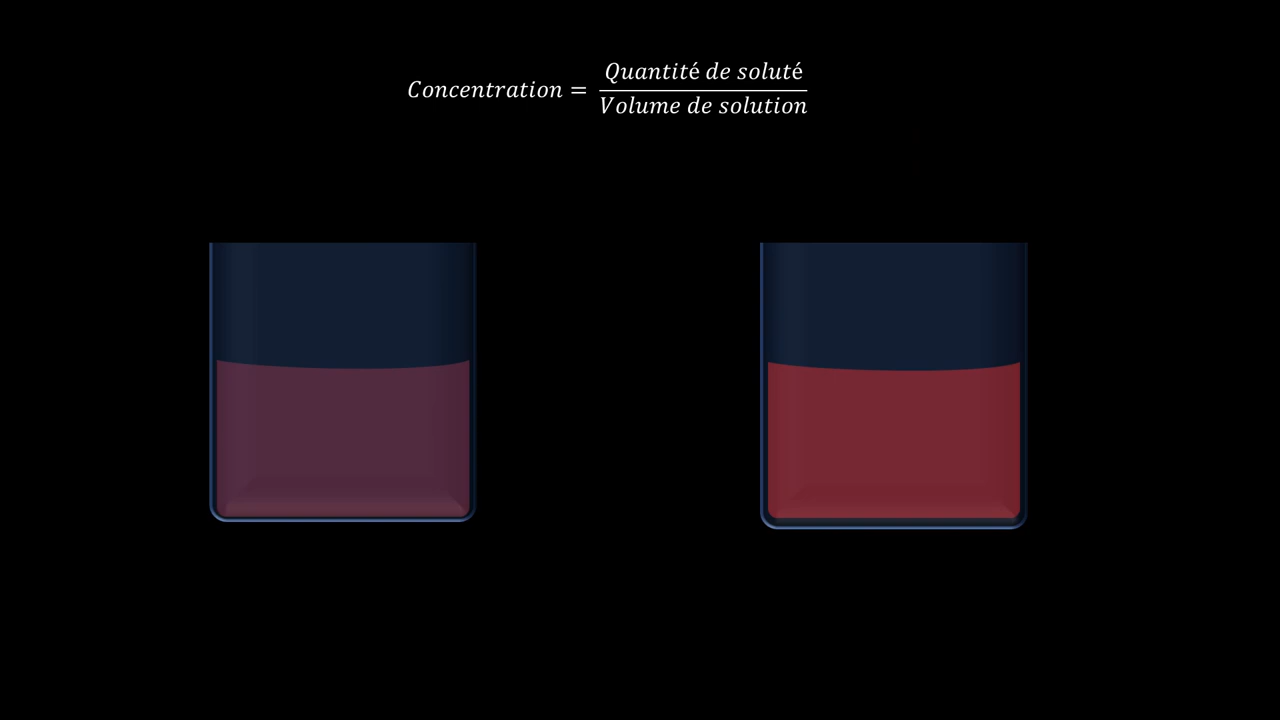 Concentration = Quantité de soluté / Volume de solution